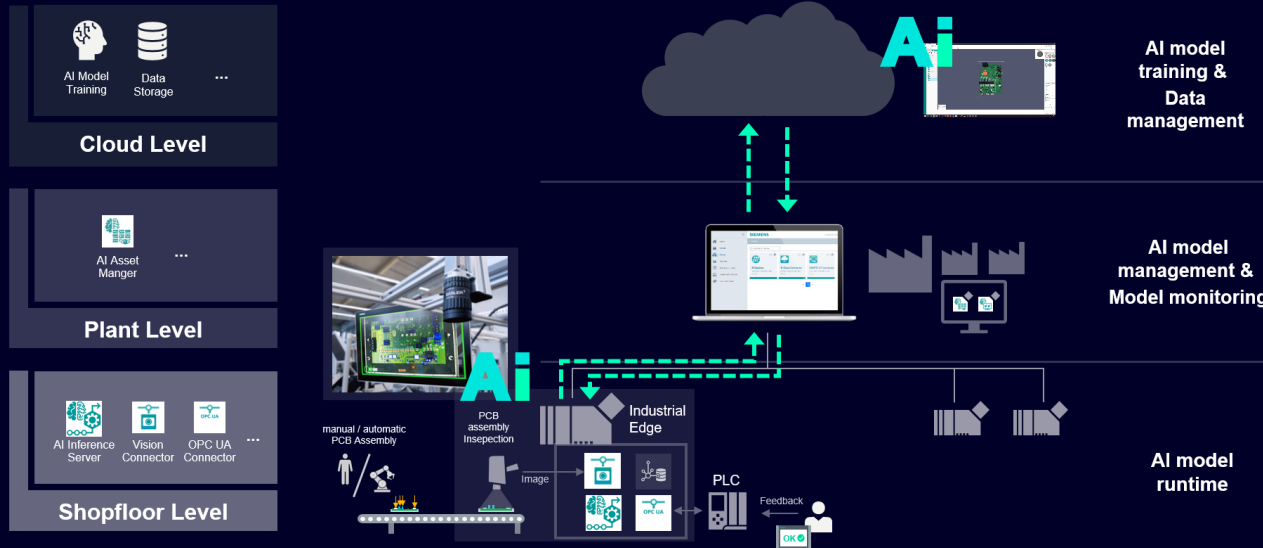 AI Model
Training
Data
Storage
...
Cloud Level
Ai
AI model
training &
Data
management
AI Asset
Manger
...
Plant Level
SIEMENS
AI model
management &
Model monitoring
AI Inference
Server
Vision
Connector
OPC UA
OPC UA
Connector
...
Shopfloor Level
Ai
manual / automatic
PCB Assembly
PCB
assembly
Insepection
Image
Industrial
Edge
OPC UA
PLC
Feedback
OK
AI model
runtime